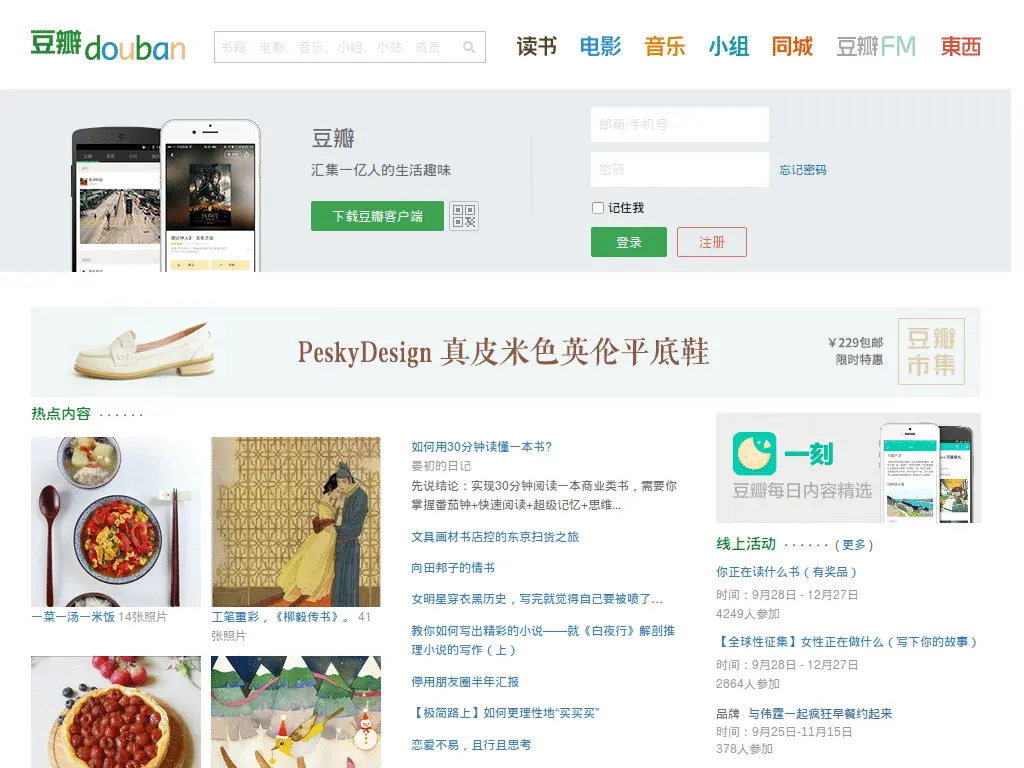 豆瓣douban
书籍、电影、音乐、小组、小站、成员
读书 电影 音乐 小组 同城 豆瓣FM 東西
豆瓣
汇集一亿人的生活趣味
下载豆瓣客户端
邮箱/手机号
密码
忘记密码
记住我
登录 注册
PeskyDesign 真皮米色英伦平底鞋
￥229包邮
限时特惠
豆瓣
市集
热点内容 · · · · · ·
一菜一汤一米饭 14张照片
工笔重彩，《柳毅传书》。 41
张照片
如何用30分钟读懂一本书?
晏初的日记
先说结论：实现30分钟阅读一本商业类书，需要你
掌握番茄钟+快速阅读+超级记忆+思维...
文具画材书店控的东京扫货之旅
向田邦子的情书
女明星穿衣黑历史，写完就觉得自己要被喷了…
教你如何写出精彩的小说——就《白夜行》解剖推
理小说的写作（上）
停用朋友圈半年汇报
【极简路上】如何更理性地“买买买”
恋爱不易，且行且思考
一刻
豆瓣每日内容精选
线上活动 · · · · · · ( 更多 )
你正在读什么书（有奖品）
时间：9月28日 - 12月27日
4249人参加
【全球性征集】女性正在做什么（写下你的故事）
时间：9月28日 - 12月27日
2864人参加
品牌 与伟霆一起疯狂早餐约起来
时间：9月25日-11月15日
378人参加